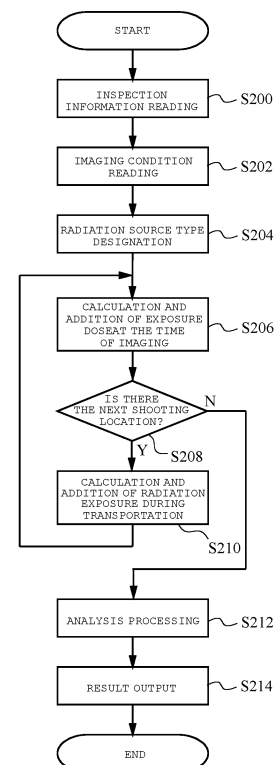 START
INSPECTION
INFORMATION READING
S200
IMAGING CONDITION
READING
S202
RADIATION SOURCE TYPE
DESIGNATION
S204
CALCULATION AND
ADDITION OF EXPOSURE
DOSEAT THE TIME
OF IMAGING
S206
IS THERE
THE NEXT SHOOTING
LOCATION?
N
Y
S208
CALCULATION AND
ADDITION OF RADIATION
EXPOSURE DURING
TRANSPORTATION
S210
ANALYSIS PROCESSING
S212
RESULT OUTPUT
S214
END